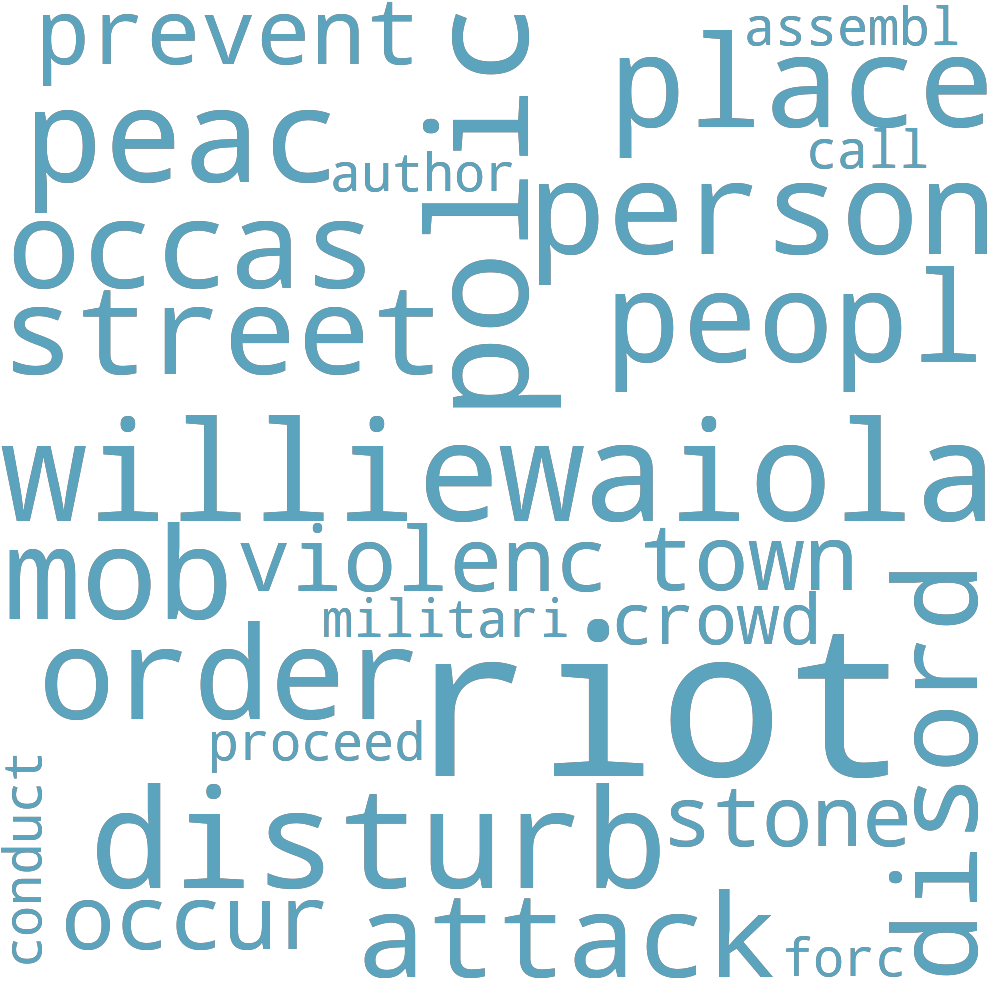 prevent
polic
assembl
place
peac
call
author
person
occas
street
peopl
williewaiola
mob
violenc
town
militari
crowd
disord
order
riot
proceed
conduct
disturb
stone
occur
attack
forc